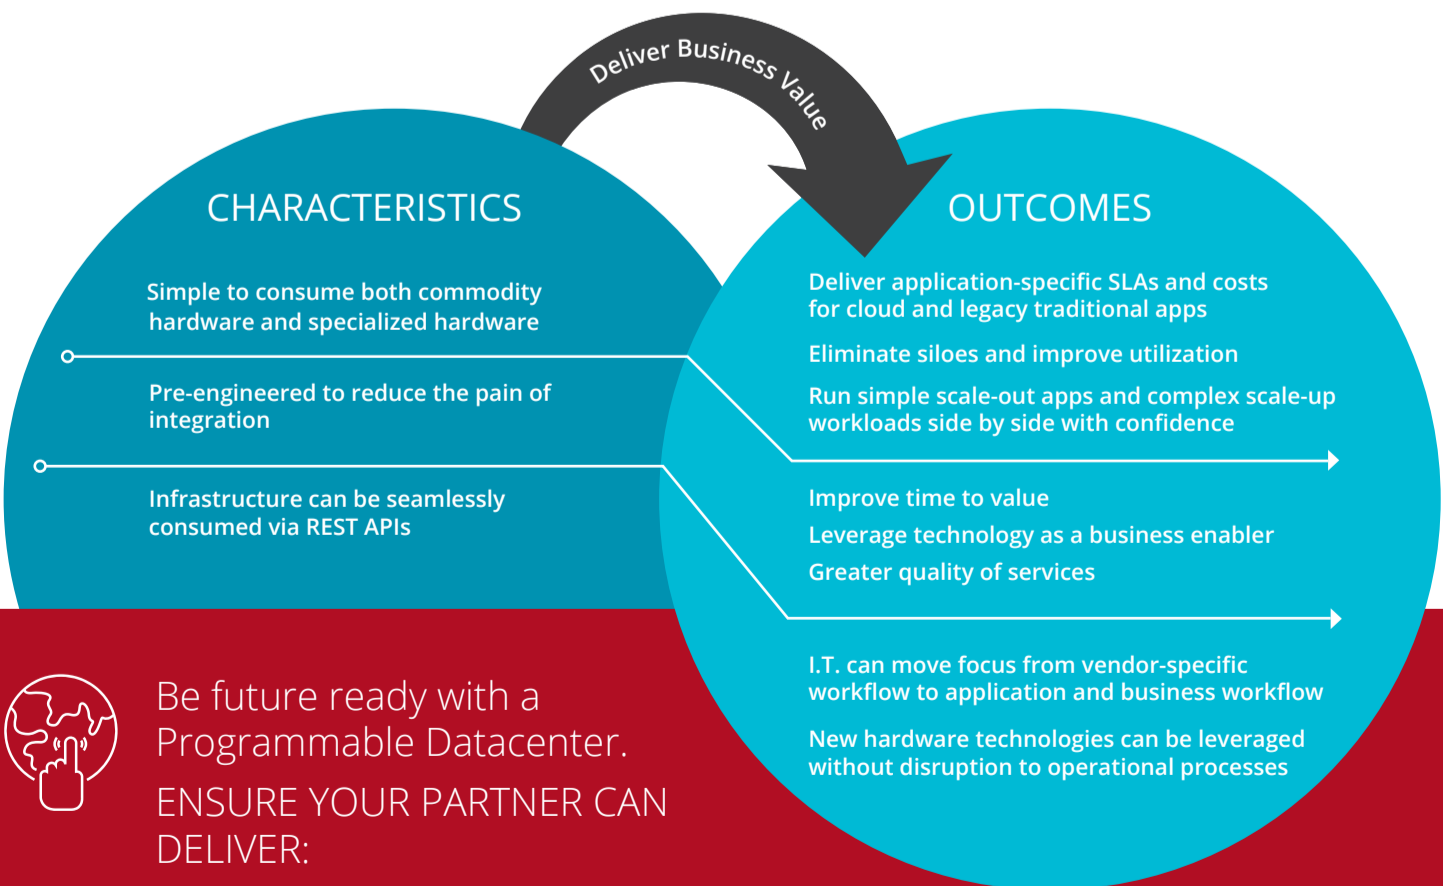 Deliver Business Value
CHARACTERISTICS
Simple to consume both commodity
hardware and specialized hardware
Pre-engineered to reduce the pain of
integration
Infrastructure can be seamlessly
consumed via REST APIs
OUTCOMES
Deliver application-specific SLAs and costs
for cloud and legacy traditional apps
Eliminate siloes and improve utilization
Run simple scale-out apps and complex scale-up
workloads side by side with confidence
Improve time to value
Leverage technology as a business enabler
Greater quality of services
I.T. can move focus from vendor-specific
workflow to application and business workflow
New hardware technologies can be leveraged
without disruption to operational processes
Be future ready with a
Programmable Datacenter.
ENSURE YOUR PARTNER CAN
DELIVER: